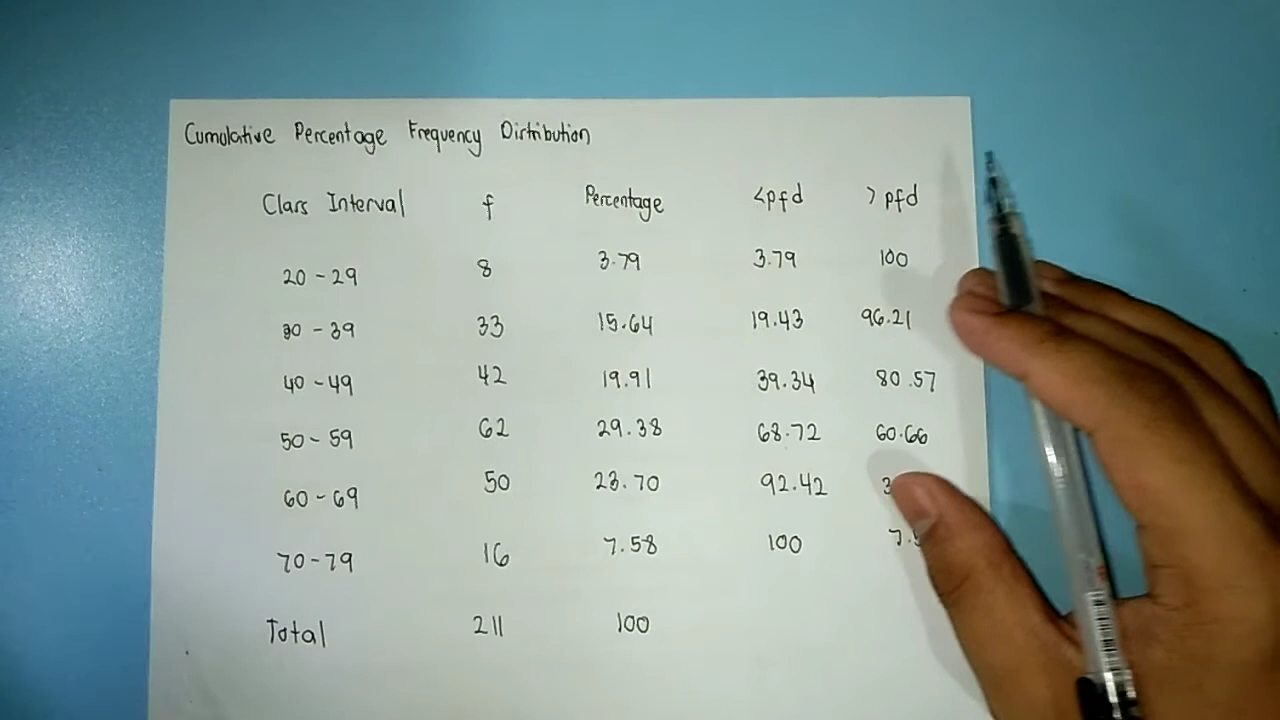 Cumulative Percentage Frequency Distribution
Class Interval f Percentage <pfd >pfd
20-29 8 3.79 3.79 100
30-39 33 15.64 19.43 96.21
40-49 42 19.91 39.34 80.57
50-59 62 29.38 68.72 60.66
60-69 50 23.70 92.42
70-79 16 7.58 100
Total 211 100